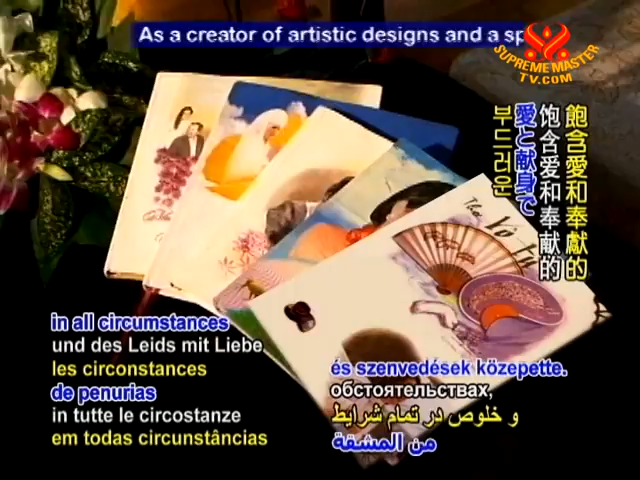 As a creator of artistic designs and a sp
SUPREME MASTER
TV.COM
飽含愛和奉獻的
饱含爱和奉献的
愛と献身で
부드러운
The
Võ
in all circumstances
und des Leids mit Liebe
les circonstances
de penurias
in tutte le circostanze
em todas circunstâncias
és szenvedések közepette.
обстоятельствах,
و خلوص در تمام شرایط
من المشقة